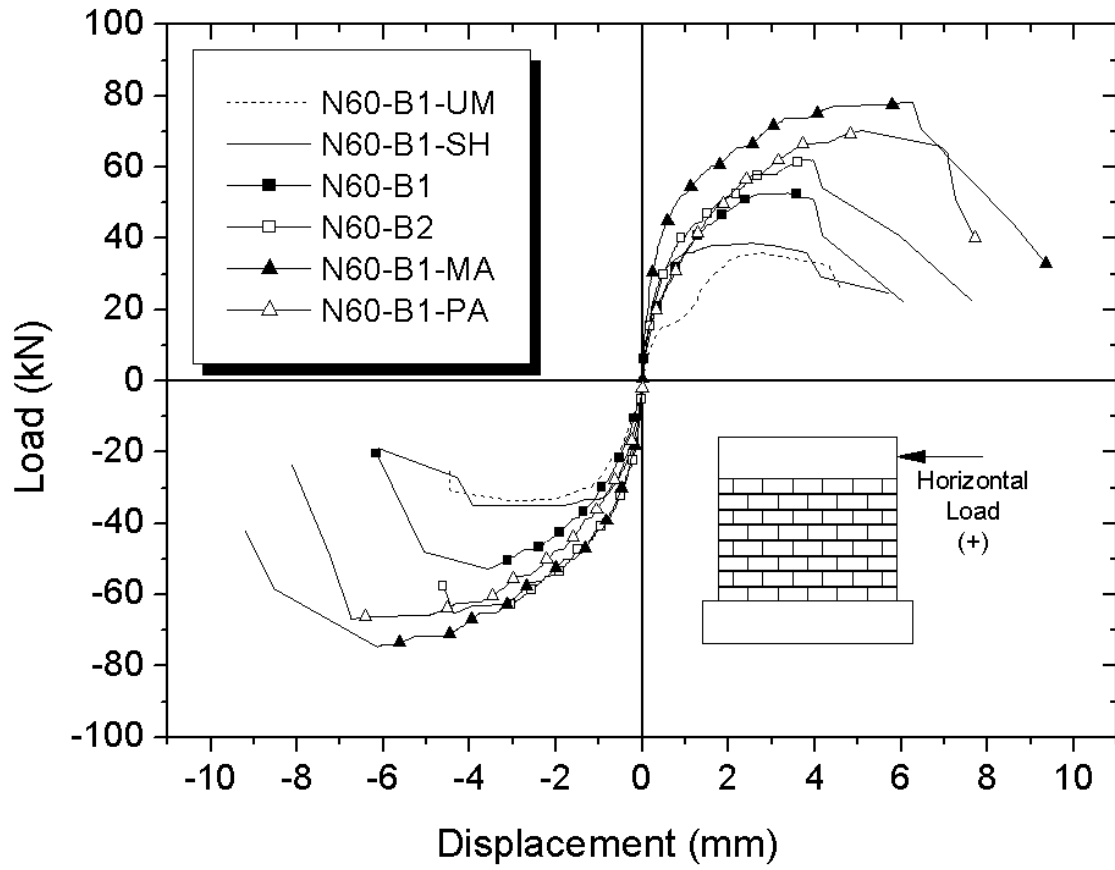 100
80
60
40
20
0
-20
-40
-60
-80
-100
Load (kN)
N60-B1-UM
N60-B1-SH
N60-B1
N60-B2
N60-B1-MA
N60-B1-PA
Horizontal
Load
(+)
-10 -8 -6 -4 -2 0 2 4 6 8 10
Displacement (mm)